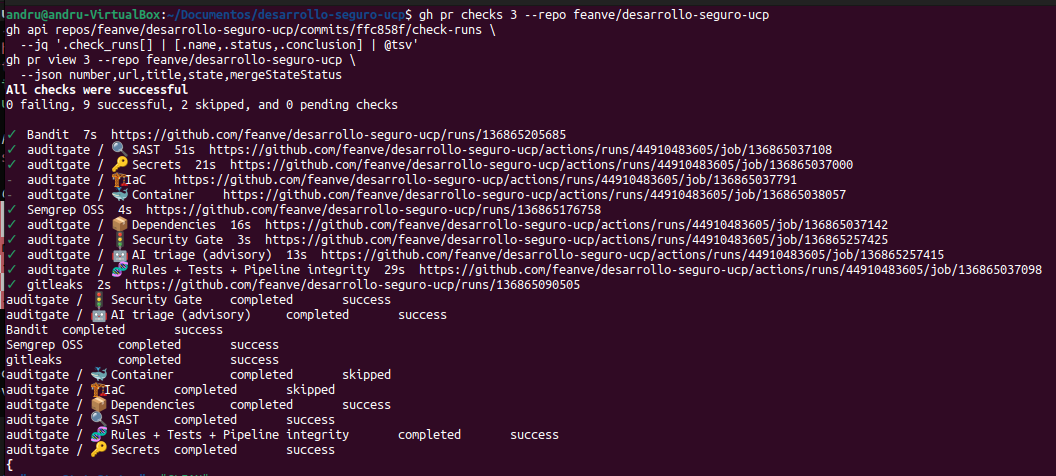 andru@andru-VirtualBox:~/Documentos/desarrollo-seguro-ucp$ gh pr checks 3 --repo feanve/desarrollo-seguro-ucp
gh api repos/feanve/desarrollo-seguro-ucp/commits/ffc858f/check-runs \
  --jq '.check_runs[] | [.name,.status,.conclusion] | @tsv'
gh pr view 3 --repo feanve/desarrollo-seguro-ucp \
  --json number,url,title,state,mergeStateStatus
All checks were successful
0 failing, 9 successful, 2 skipped, and 0 pending checks

✓  Bandit  7s  https://github.com/feanve/desarrollo-seguro-ucp/runs/136865205685
✓  auditgate / 🔍 SAST  51s  https://github.com/feanve/desarrollo-seguro-ucp/actions/runs/44910483605/job/136865037108
✓  auditgate / 🔑 Secrets  21s  https://github.com/feanve/desarrollo-seguro-ucp/actions/runs/44910483605/job/136865037000
-  auditgate / 🏗️ IaC    https://github.com/feanve/desarrollo-seguro-ucp/actions/runs/44910483605/job/136865037791
-  auditgate / 🐳 Container    https://github.com/feanve/desarrollo-seguro-ucp/actions/runs/44910483605/job/136865038057
✓  Semgrep OSS  4s  https://github.com/feanve/desarrollo-seguro-ucp/runs/136865176758
✓  auditgate / 📦 Dependencies  16s  https://github.com/feanve/desarrollo-seguro-ucp/actions/runs/44910483605/job/136865037142
✓  auditgate / 🚦 Security Gate  3s  https://github.com/feanve/desarrollo-seguro-ucp/actions/runs/44910483605/job/136865257425
✓  auditgate / 🤖 AI triage (advisory)  13s  https://github.com/feanve/desarrollo-seguro-ucp/actions/runs/44910483605/job/136865257415
✓  auditgate / 🧬 Rules + Tests + Pipeline integrity  29s  https://github.com/feanve/desarrollo-seguro-ucp/actions/runs/44910483605/job/136865037098
✓  gitleaks  2s  https://github.com/feanve/desarrollo-seguro-ucp/runs/136865090505
auditgate / 🚦 Security Gate	completed	success
auditgate / 🤖 AI triage (advisory)	completed	success
Bandit	completed	success
Semgrep OSS	completed	success
gitleaks	completed	success
auditgate / 🐳 Container	completed	skipped
auditgate / 🏗️ IaC	completed	skipped
auditgate / 📦 Dependencies	completed	success
auditgate / 🔍 SAST	completed	success
auditgate / 🧬 Rules + Tests + Pipeline integrity	completed	success
auditgate / 🔑 Secrets	completed	success
{